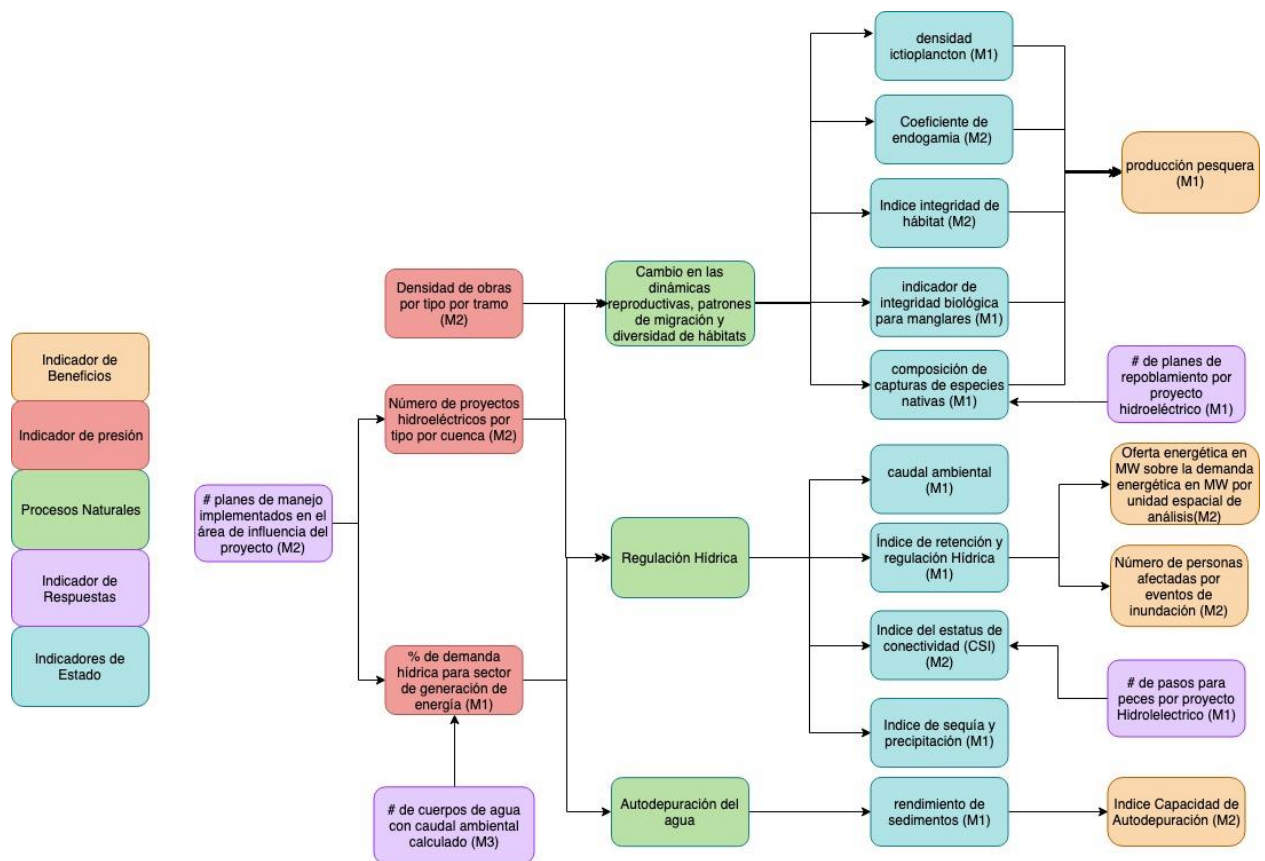 Indicador de
Beneficios
Indicador de presión
Procesos Naturales
Indicador de
Respuestas
Indicadores de
Estado
# planes de manejo
implementados en el
área de influencia del
proyecto (M2)
Densidad de obras
por tipo por tramo
(M2)
Número de proyectos
hidroeléctricos por
tipo por cuenca (M2)
% de demanda
hídrica para sector
de generación de
energía (M1)
# de cuerpos de agua
con caudal ambiental
calculado (M3)
Cambio en las
dinámicas
reproductivas, patrones
de migración y
diversidad de hábitats
Regulación Hídrica
Autodepuración del
agua
densidad
ictioplancton (M1)
Coeficiente de
endogamia (M2)
Indice integridad de
hábitat (M2)
indicador de
integridad biológica
para manglares (M1)
composición de
capturas de especies
nativas (M1)
caudal ambiental
(M1)
Índice de retención y
regulación Hídrica
(M1)
Indice del estatus de
conectividad (CSI)
(M2)
Indice de sequía y
precipitación (M1)
rendimiento de
sedimentos (M1)
producción pesquera
(M1)
# de planes de
repoblamiento por
proyecto
hidroeléctrico (M1)
Oferta energética en
MW sobre la demanda
energética en MW por
unidad espacial de
análisis(M2)
Número de personas
afectadas por
eventos de
inundación (M2)
# de pasos para
peces por proyecto
Hidrolelectrico (M1)
Indice Capacidad de
Autodepuración (M2)